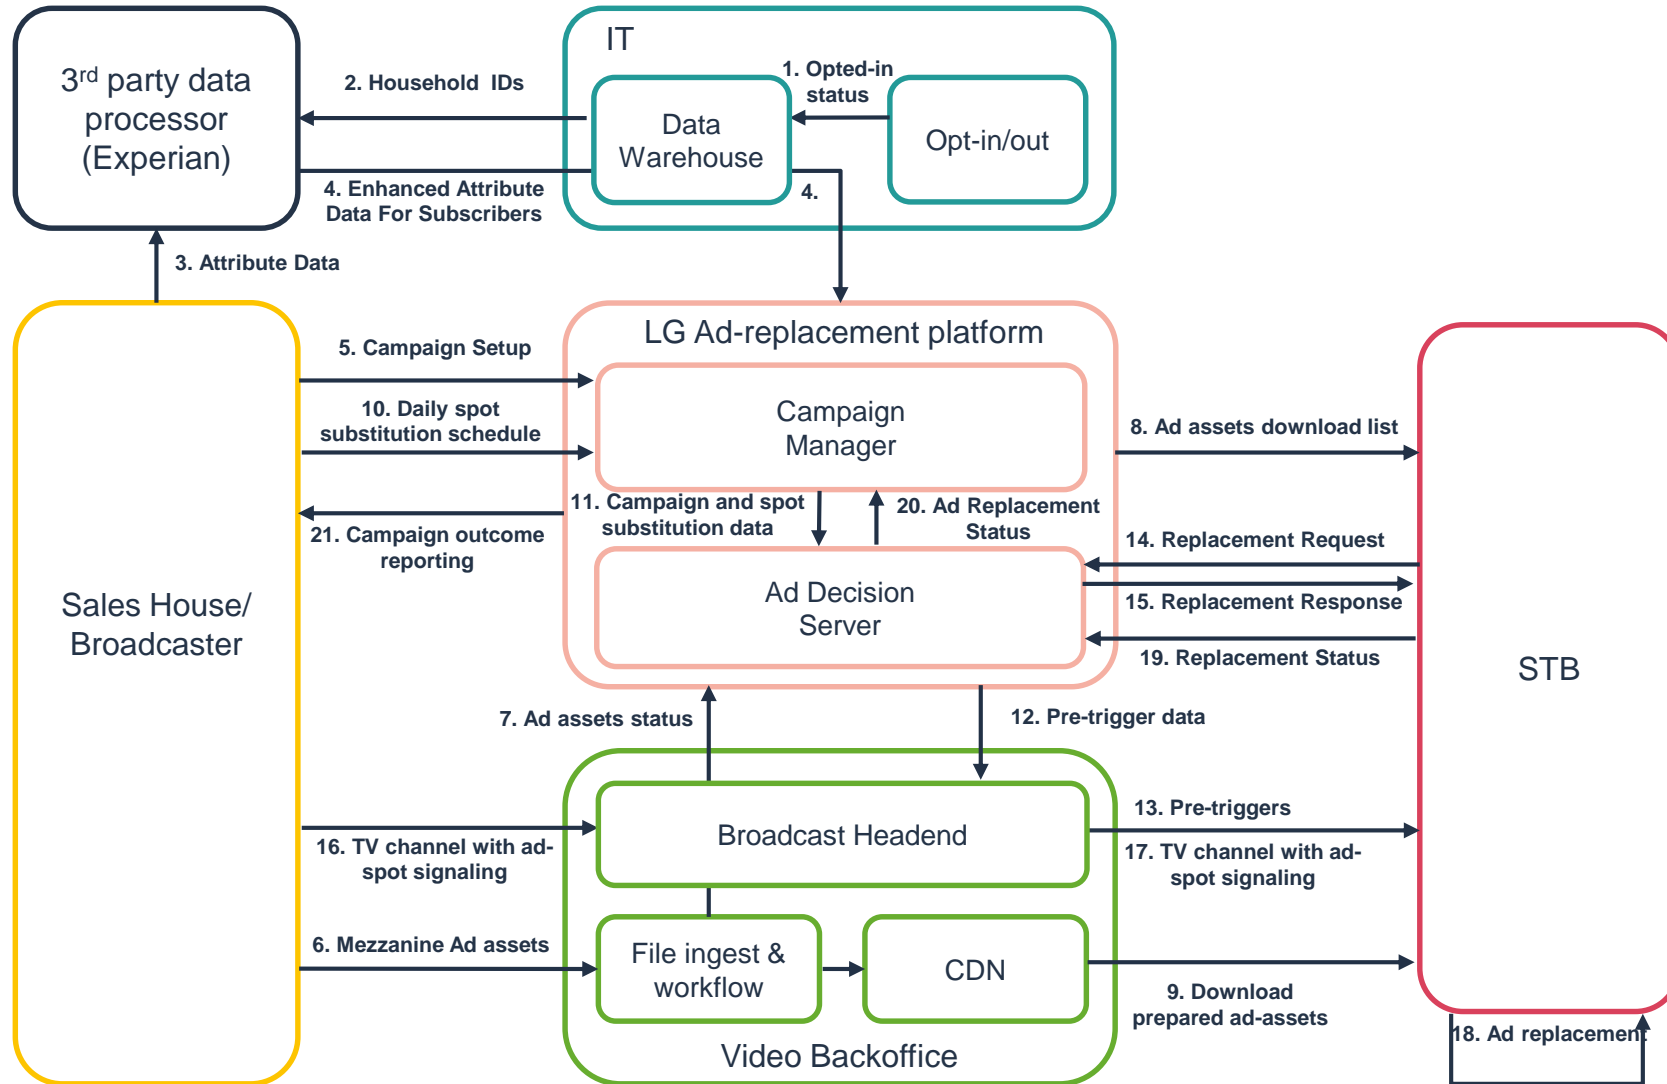 IT
3rd party data
processor
(Experian)
2. Household IDs
1. Opted-in
status
Data
Warehouse
Opt-in/out
4. Enhanced Attribute
Data For Subscribers
4.
3. Attribute Data
LG Ad-replacement platform
5. Campaign Setup
Campaign
Manager
10. Daily spot
substitution schedule
8. Ad assets download list
11. Campaign and spot
substitution data
20. Ad Replacement
Status
21. Campaign outcome
reporting
14. Replacement Request
Sales House/
Broadcaster
Ad Decision
Server
15. Replacement Response
19. Replacement Status
STB
7. Ad assets status
12. Pre-trigger data
Broadcast Headend
13. Pre-triggers
16. TV channel with ad-
spot signaling
17. TV channel with ad-
spot signaling
6. Mezzanine Ad assets
File ingest &
workflow
CDN
9. Download
prepared ad-assets
18. Ad replacement
Video Backoffice